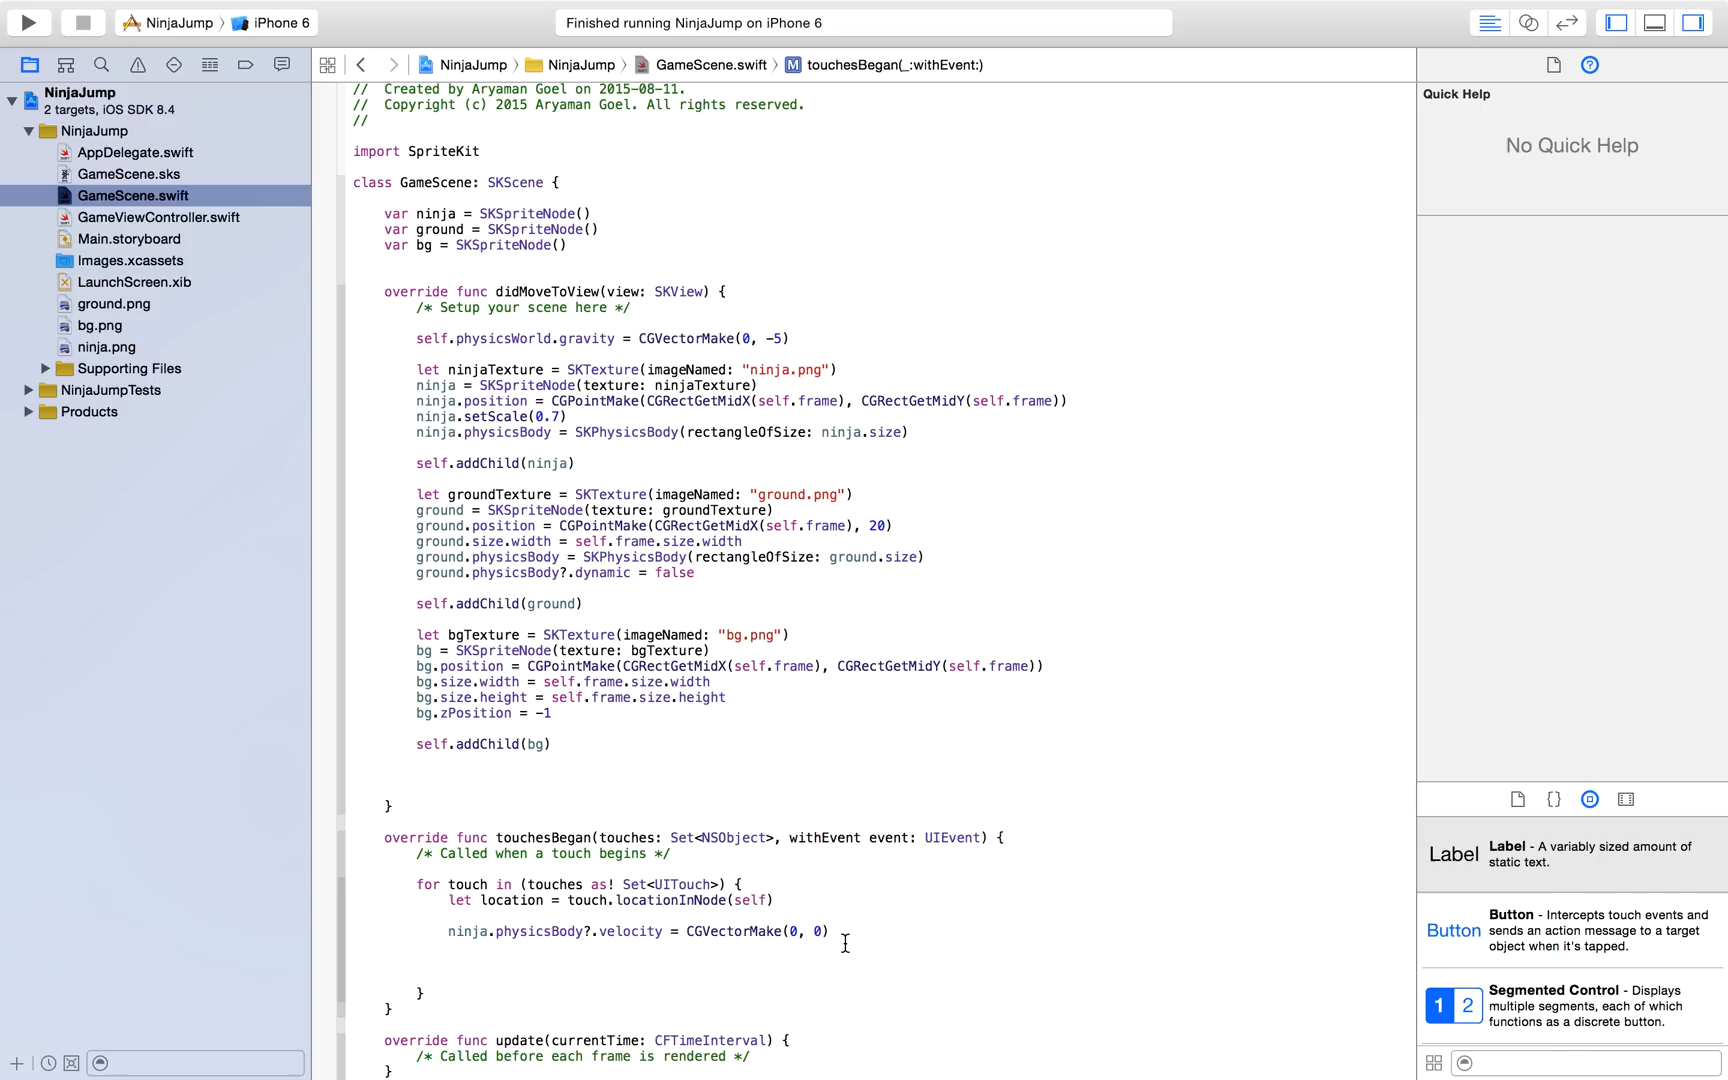 NinjaJump
iPhone 6
Finished running NinjaJump on iPhone 6
NinjaJump
2 targets, iOS SDK 8.4
NinjaJump
AppDelegate.swift
GameScene.sks
GameScene.swift
GameViewController.swift
Main.storyboard
Images.xcassets
LaunchScreen.xib
ground.png
bg.png
ninja.png
Supporting Files
NinjaJumpTests
Products
NinjaJump
NinjaJump
GameScene.swift
M touchesBegan(_:withEvent:)
//  Created by Aryaman Goel on 2015-08-11.
//  Copyright (c) 2015 Aryaman Goel. All rights reserved.
//
import SpriteKit
class GameScene: SKScene {
    var ninja = SKSpriteNode()
    var ground = SKSpriteNode()
    var bg = SKSpriteNode()
    override func didMoveToView(view: SKView) {
        /* Setup your scene here */
        self.physicsWorld.gravity = CGVectorMake(0, -5)
        let ninjaTexture = SKTexture(imageNamed: "ninja.png")
        ninja = SKSpriteNode(texture: ninjaTexture)
        ninja.position = CGPointMake(CGRectGetMidX(self.frame), CGRectGetMidY(self.frame))
        ninja.setScale(0.7)
        ninja.physicsBody = SKPhysicsBody(rectangleOfSize: ninja.size)
        self.addChild(ninja)
        let groundTexture = SKTexture(imageNamed: "ground.png")
        ground = SKSpriteNode(texture: groundTexture)
        ground.position = CGPointMake(CGRectGetMidX(self.frame), 20)
        ground.size.width = self.frame.size.width
        ground.physicsBody = SKPhysicsBody(rectangleOfSize: ground.size)
        ground.physicsBody?.dynamic = false
        self.addChild(ground)
        let bgTexture = SKTexture(imageNamed: "bg.png")
        bg = SKSpriteNode(texture: bgTexture)
        bg.position = CGPointMake(CGRectGetMidX(self.frame), CGRectGetMidY(self.frame))
        bg.size.width = self.frame.size.width
        bg.size.height = self.frame.size.height
        bg.zPosition = -1
        self.addChild(bg)
    }
    override func touchesBegan(touches: Set<NSObject>, withEvent event: UIEvent) {
        /* Called when a touch begins */
        for touch in (touches as! Set<UITouch>) {
            let location = touch.locationInNode(self)
            ninja.physicsBody?.velocity = CGVectorMake(0, 0)
        }
    }
    override func update(currentTime: CFTimeInterval) {
        /* Called before each frame is rendered */
    }
Quick Help
No Quick Help
Label
Label - A variably sized amount of
static text.
Button
Button - Intercepts touch events and
sends an action message to a target
object when it's tapped.
1 2
Segmented Control - Displays
multiple segments, each of which
functions as a discrete button.